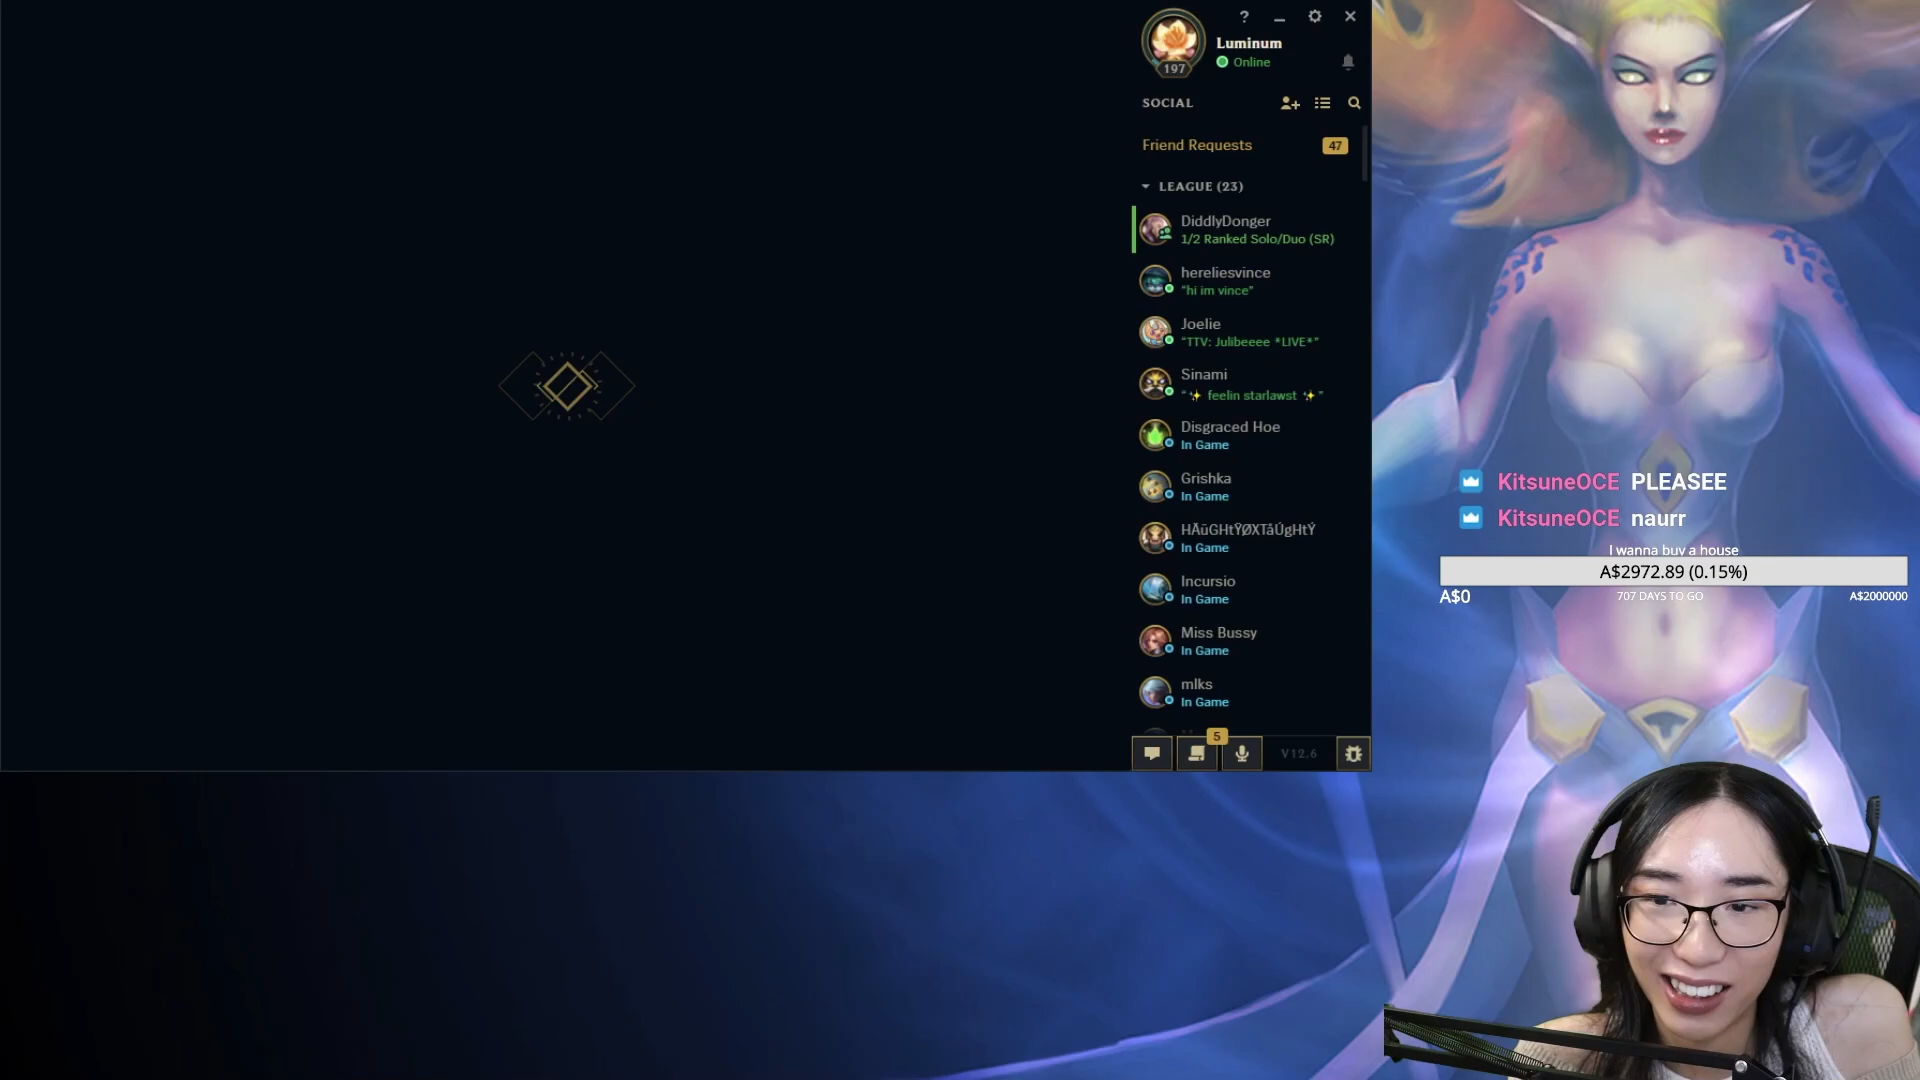 ?
Luminum
197
Online
SOCIAL
Friend Requests
47
LEAGUE (23)
DiddlyDonger
1/2 Ranked Solo/Duo (SR)
hereliesvince
"hi im vince"
Joelie
"TTV: Julibeeee *LIVE*"
Sinami
"✨ feelin starlawst ✨"
Disgraced Hoe
In Game
Grishka
In Game
HÃüGHtŸØXTåÚgHtÝ
In Game
Incursio
In Game
Miss Bussy
In Game
mlks
In Game
5
V12.6
KitsuneOCE PLEASEE
KitsuneOCE naurr
I wanna buy a house
A$2972.89 (0.15%)
A$0
707 DAYS TO GO
A$2000000